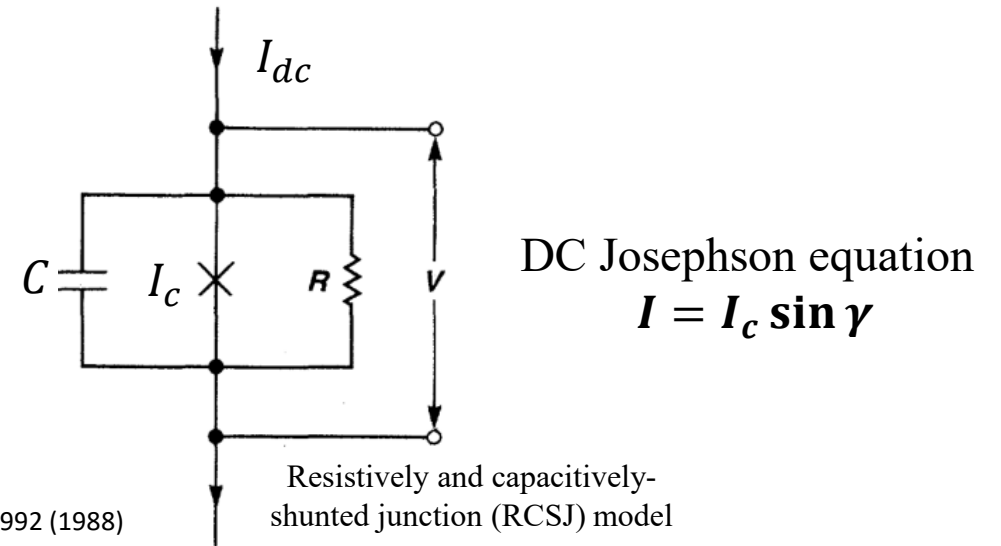 I_dc
C
I_c
R
V
DC Josephson equation
I = I_c sin γ
Resistively and capacitively-
shunted junction (RCSJ) model
992 (1988)